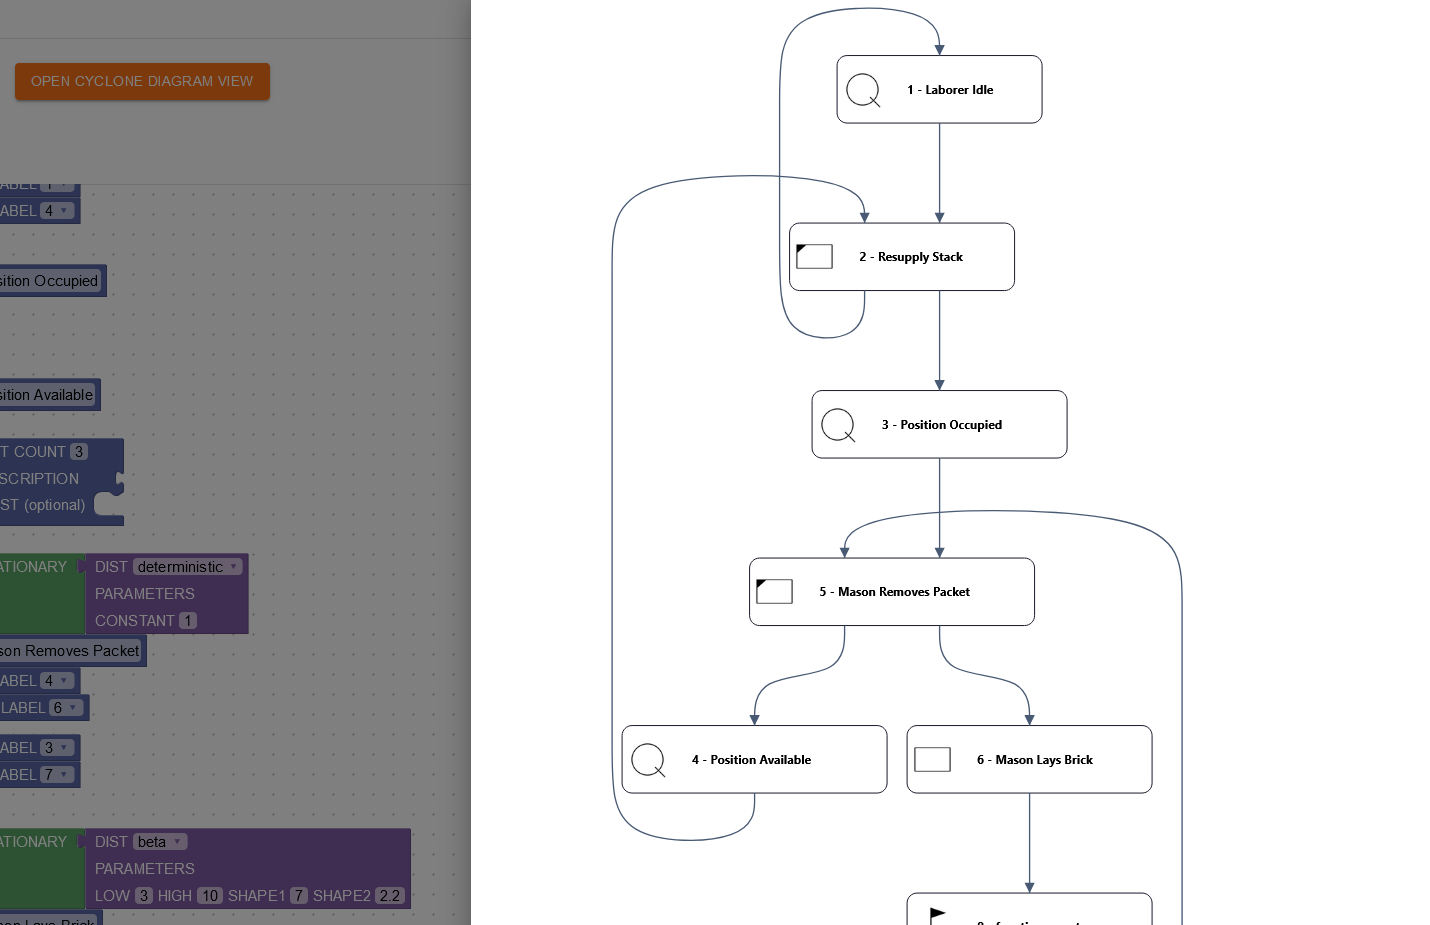 OPEN CYCLONE DIAGRAM VIEW
ABEL 1
ABEL 4
sition Occupied
sition Available
T COUNT 3
SCRIPTION
ST (optional)
ATIONARY DIST deterministic
PARAMETERS
CONSTANT 1
son Removes Packet
ABEL 4
LABEL 6
ABEL 3
ABEL 7
ATIONARY DIST beta
PARAMETERS
LOW 3 HIGH 10 SHAPE1 7 SHAPE2 2.2
son Lays Brick
1 - Laborer Idle
2 - Resupply Stack
3 - Position Occupied
5 - Mason Removes Packet
4 - Position Available
6 - Mason Lays Brick